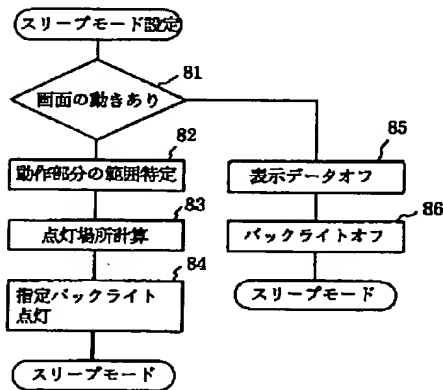 スリープモード設定
81
画面の動きあり
82
動作部分の範囲特定
83
点灯場所計算
84
指定バックライト
点灯
スリープモード
85
表示データオフ
86
バックライトオフ
スリープモード